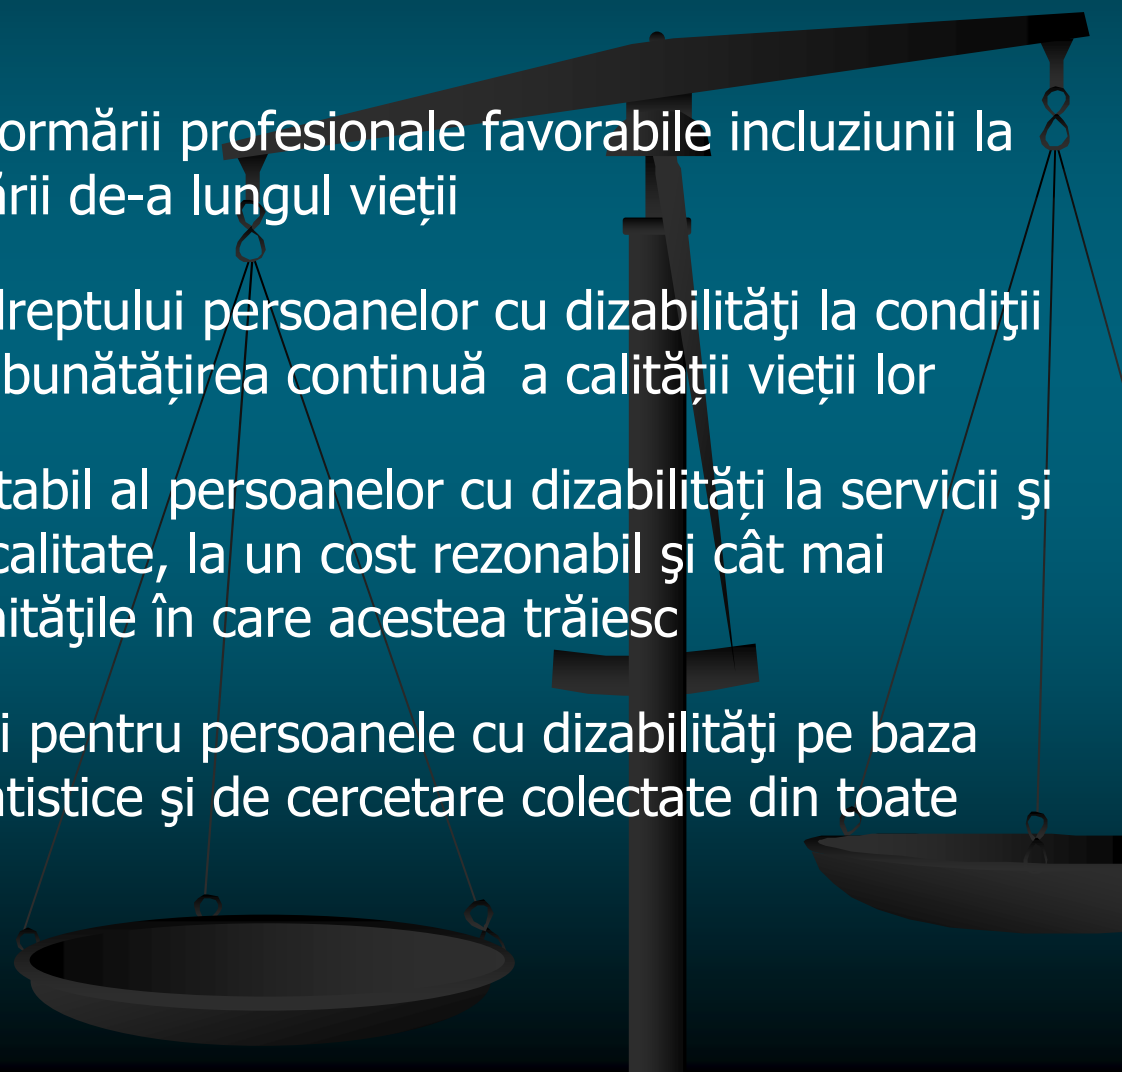 ormării profesionale favorabile incluziunii la
ării de-a lungul vieții
dreptului persoanelor cu dizabilităţi la condiţii
bunătățirea continuă  a calității vieții lor
tabil al persoanelor cu dizabilități la servicii şi
calitate, la un cost rezonabil şi cât mai
nităţile în care acestea trăiesc
i pentru persoanele cu dizabilităţi pe baza
atistice şi de cercetare colectate din toate